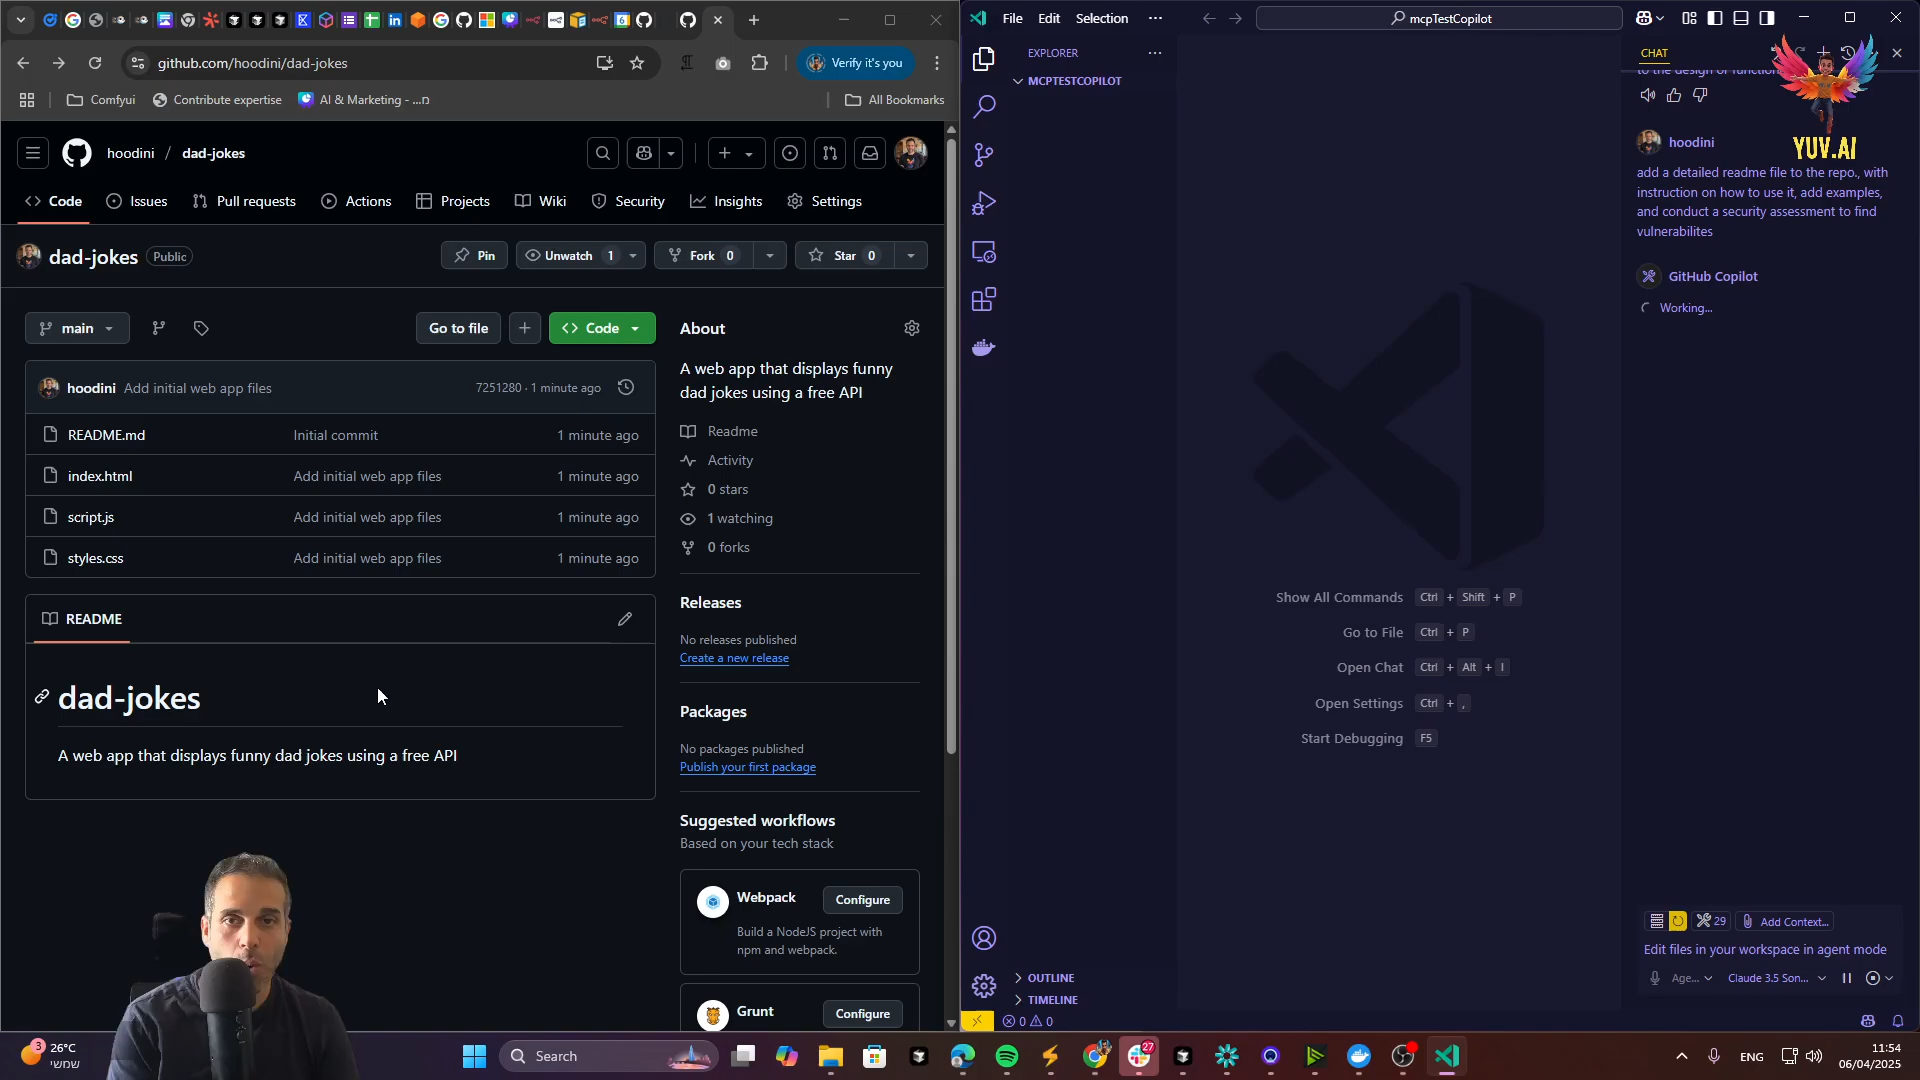 github.com/hoodini/dad-jokes
Verify it's you
Comfyui
Contribute expertise
AI & Marketing - ...מ
All Bookmarks
hoodini / dad-jokes
Code
Issues
Pull requests
Actions
Projects
Wiki
Security
Insights
Settings
dad-jokes
Public
Pin
Unwatch 1
Fork 0
Star 0
main
Go to file
Code
hoodini Add initial web app files
7251280 · 1 minute ago
README.md Initial commit 1 minute ago
index.html Add initial web app files 1 minute ago
script.js Add initial web app files 1 minute ago
styles.css Add initial web app files 1 minute ago
README
dad-jokes
A web app that displays funny dad jokes using a free API
About
A web app that displays funny
dad jokes using a free API
Readme
Activity
0 stars
1 watching
0 forks
Releases
No releases published
Create a new release
Packages
No packages published
Publish your first package
Suggested workflows
Based on your tech stack
Webpack
Configure
Build a NodeJS project with
npm and webpack.
Grunt
Configure
File Edit Selection
mcpTestCopilot
EXPLORER
MCPTESTCOPILOT
Show All Commands Ctrl + Shift + P
Go to File Ctrl + P
Open Chat Ctrl + Alt + I
Open Settings Ctrl + ,
Start Debugging F5
OUTLINE
TIMELINE
0 0
CHAT
YUV.AI
hoodini
add a detailed readme file to the repo., with
instruction on how to use it, add examples,
and conduct a security assessment to find
vulnerabilites
GitHub Copilot
Working...
29
Add Context...
Edit files in your workspace in agent mode
Age...
Claude 3.5 Son...
3
26°C
שמשי
Search
27
ENG
11:54
06/04/2025